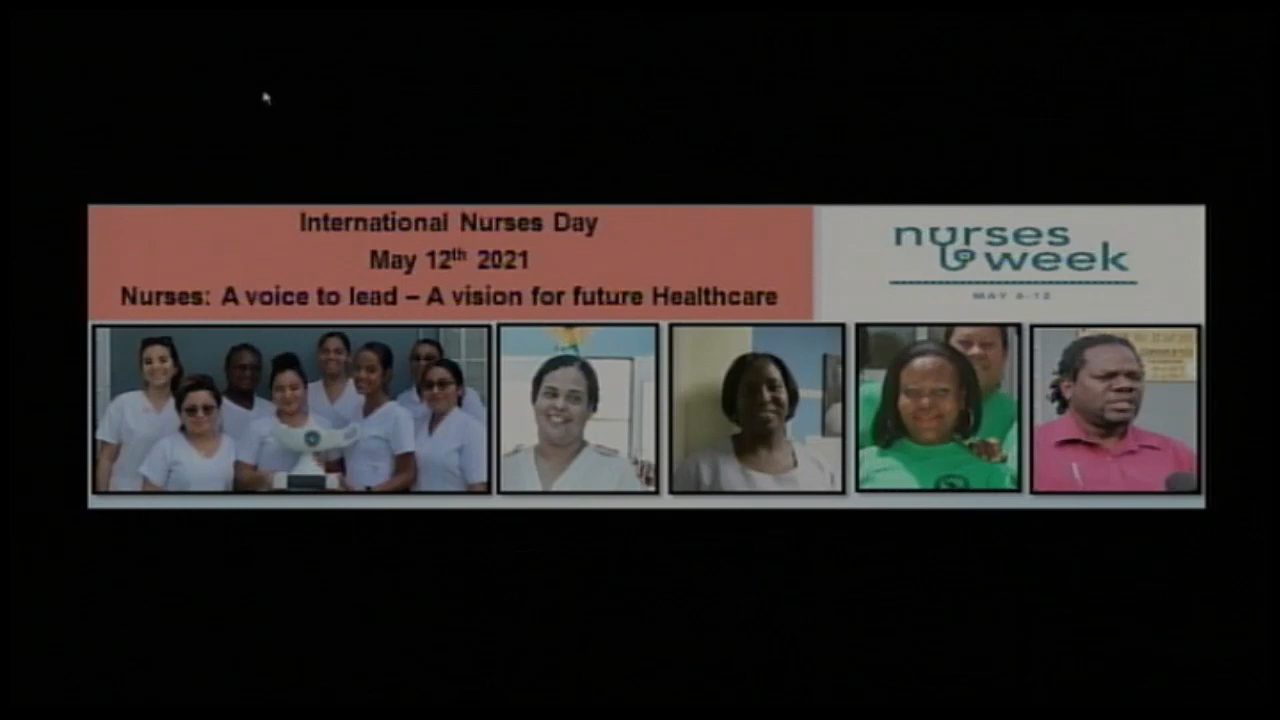 International Nurses Day
May 12th 2021
Nurses: A voice to lead – A vision for future Healthcare
nurses
week
MAY 6-12